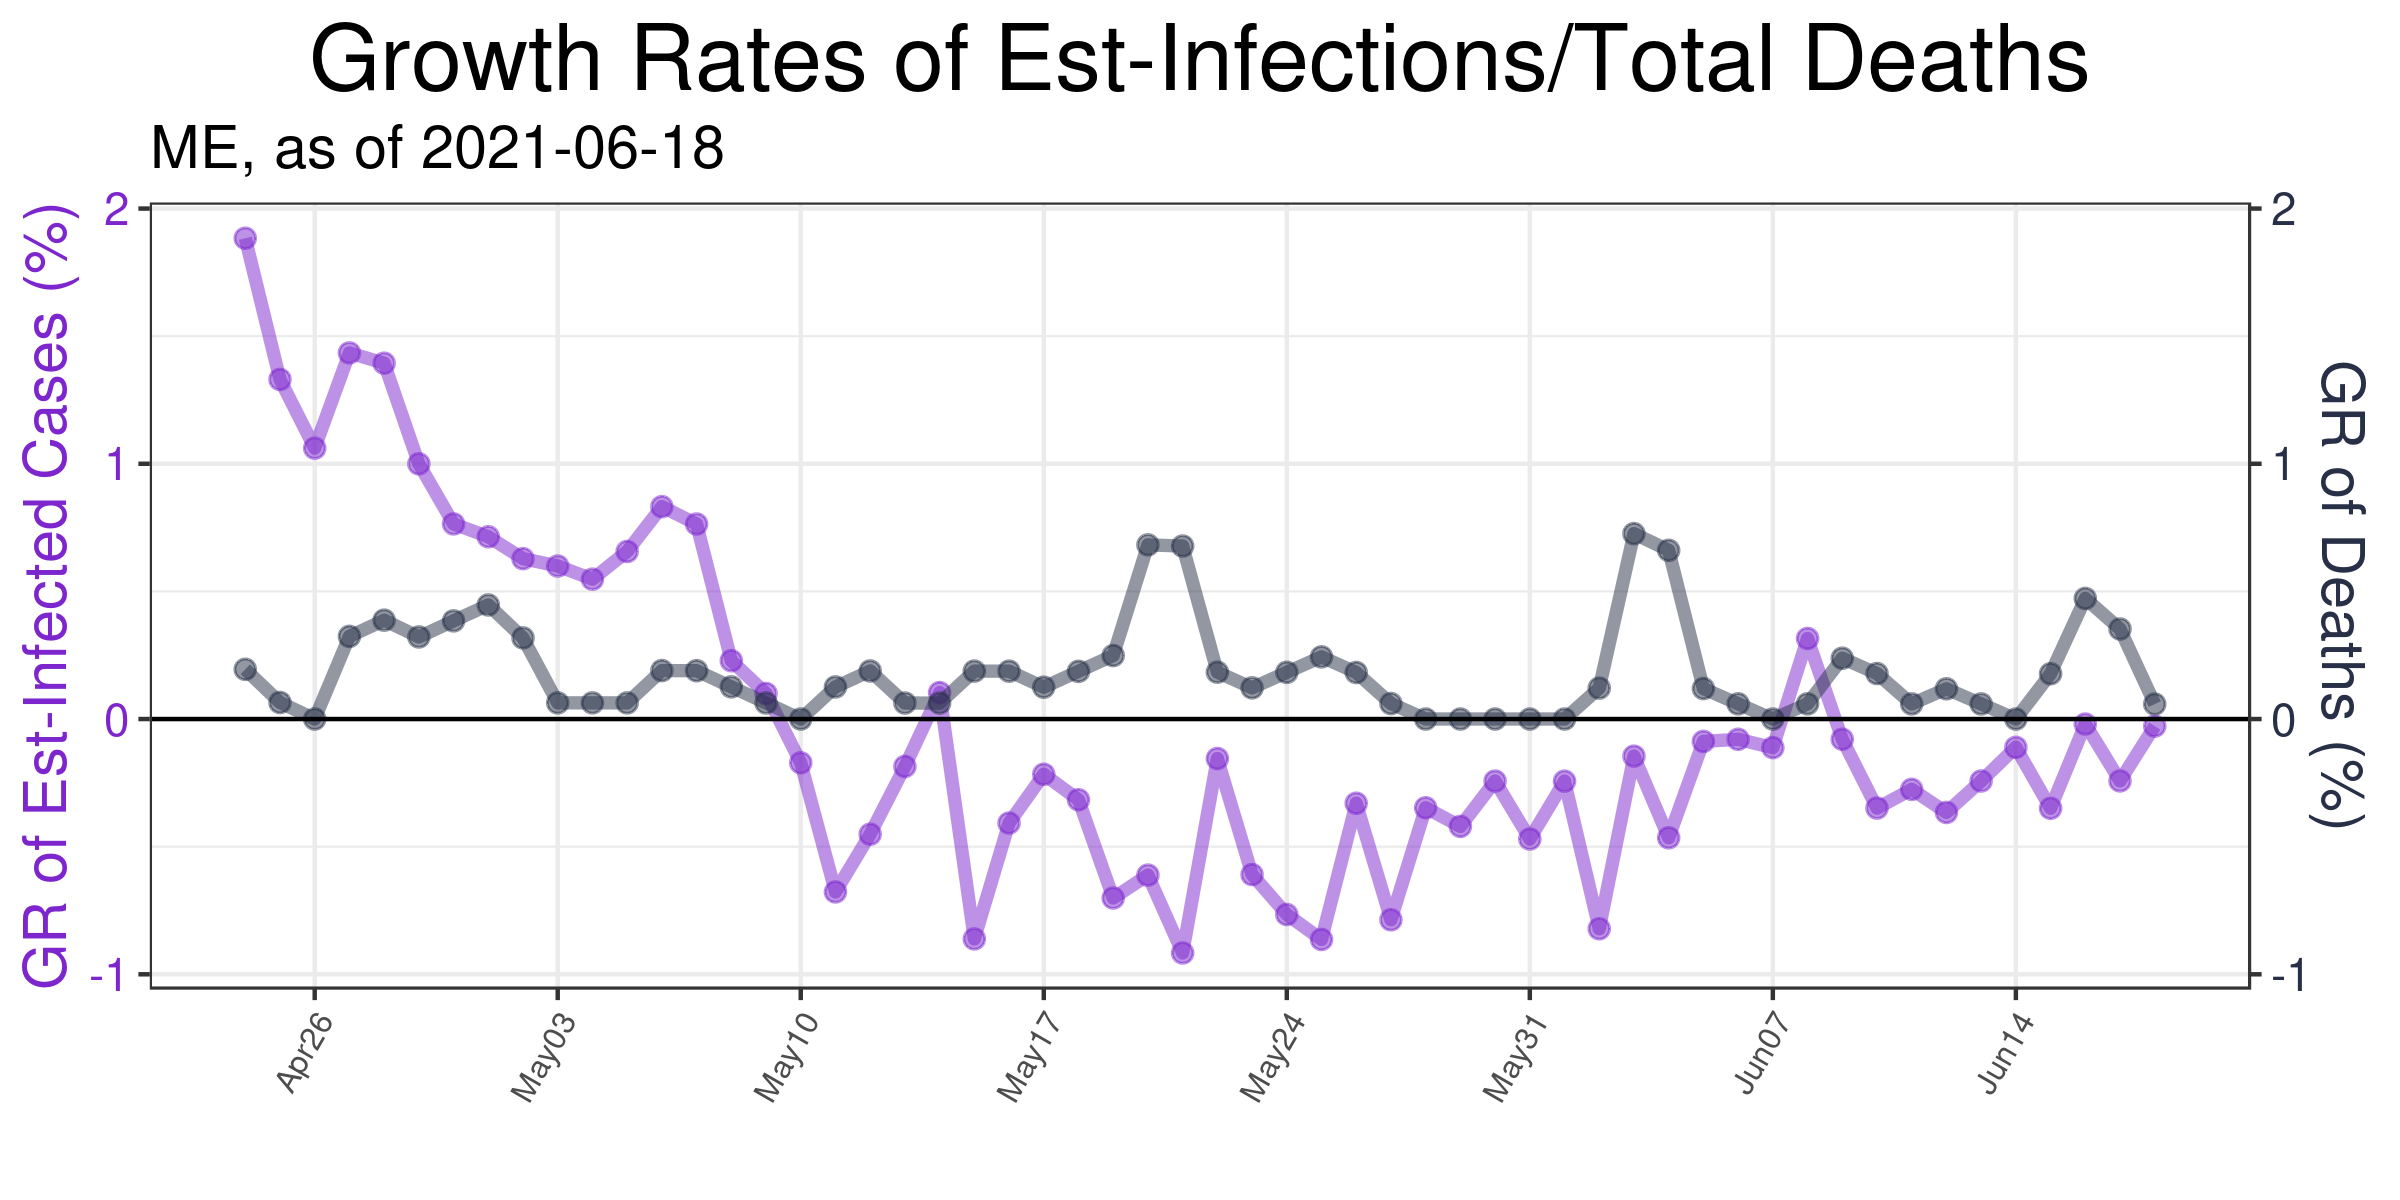 Growth Rates of Est-Infections/Total Deaths
ME, as of 2021-06-18
GR of Est-Infected Cases (%)
2
1
0
-1
2
1
0
-1
GR of Deaths (%)
Apr26
May03
May10
May17
May24
May31
Jun07
Jun14